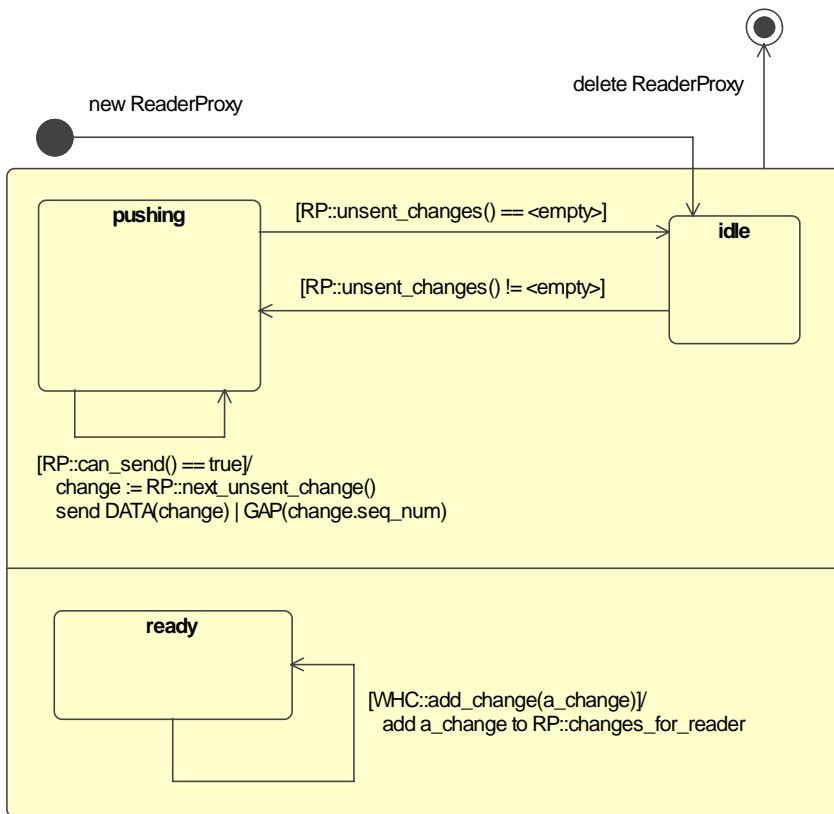 delete ReaderProxy
new ReaderProxy
pushing
[RP::unsent_changes() == <empty>]
idle
[RP::unsent_changes() != <empty>]
[RP::can_send() == true]/
change := RP::next_unsent_change()
send DATA(change) | GAP(change.seq_num)
ready
[WHC::add_change(a_change)]/
add a_change to RP::changes_for_reader